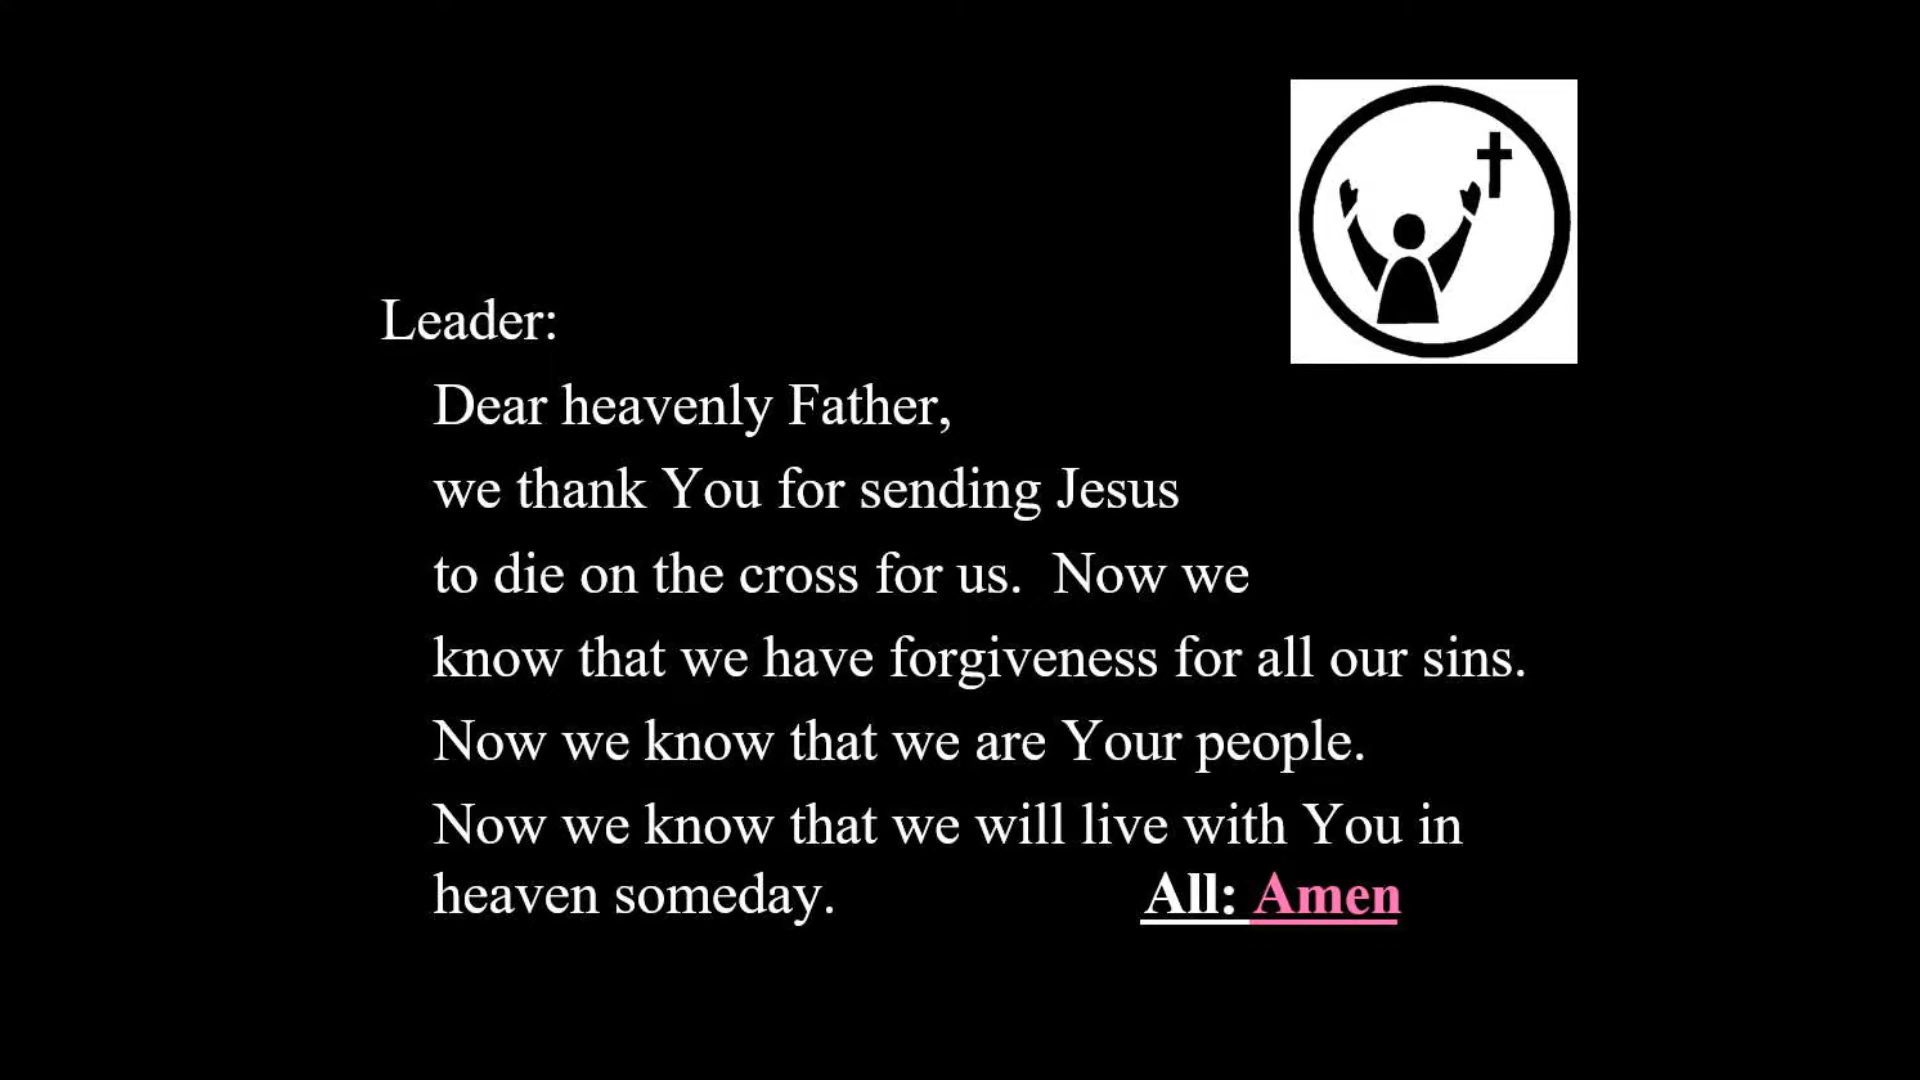 Leader:
Dear heavenly Father,
we thank You for sending Jesus
to die on the cross for us.  Now we
know that we have forgiveness for all our sins.
Now we know that we are Your people.
Now we know that we will live with You in
heaven someday. All: Amen